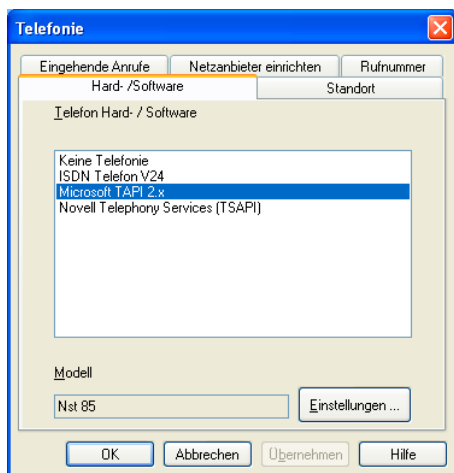 Telefonie
Eingehende Anrufe Netzanbieter einrichten Rufnummer
Hard- /Software Standort
Telefon Hard- / Software
Keine Telefonie
ISDN Telefon V24
Microsoft TAPI 2.x
Novell Telephony Services (TSAPI)
Modell
Nst 85 Einstellungen ...
OK Abbrechen Übernehmen Hilfe